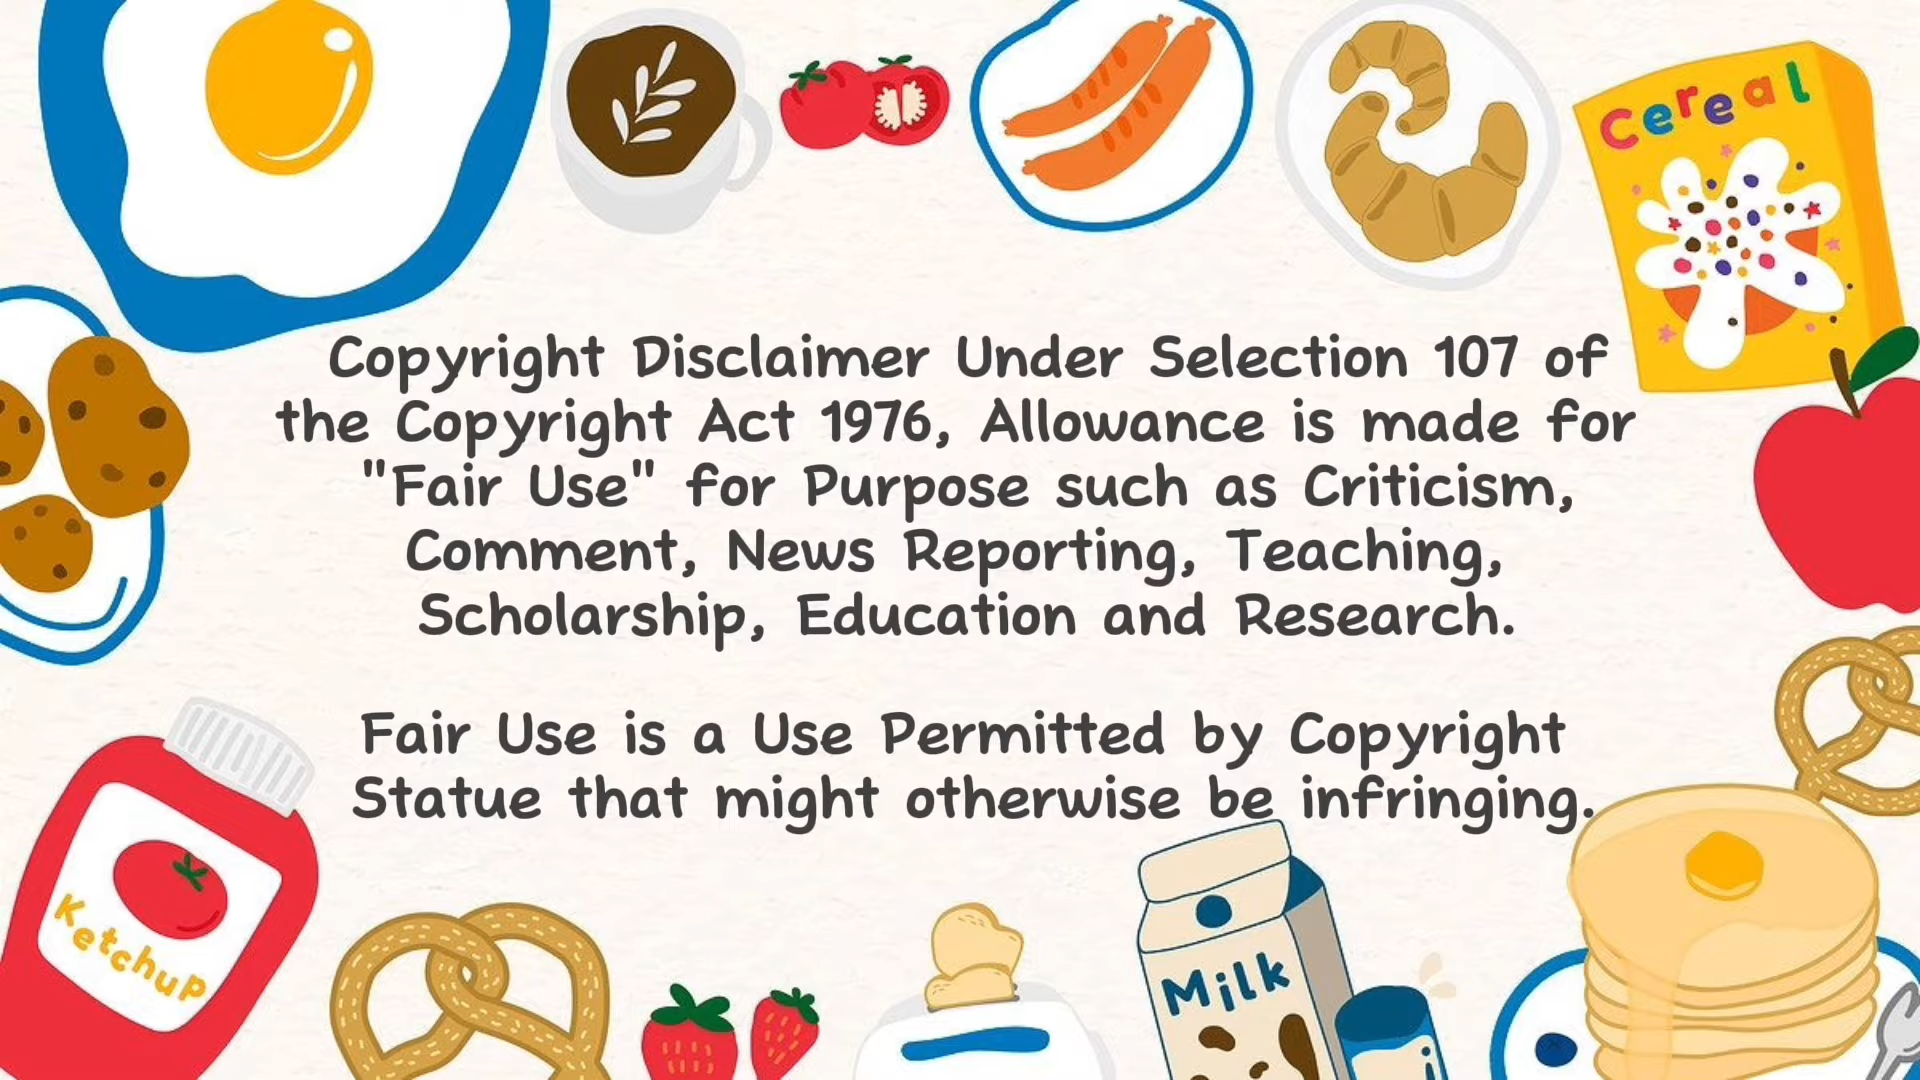 Cereal
Copyright Disclaimer Under Selection 107 of
the Copyright Act 1976, Allowance is made for
"Fair Use" for Purpose such as Criticism,
Comment, News Reporting, Teaching,
Scholarship, Education and Research.
Fair Use is a Use Permitted by Copyright
Statue that might otherwise be infringing.
Ketchup
Milk